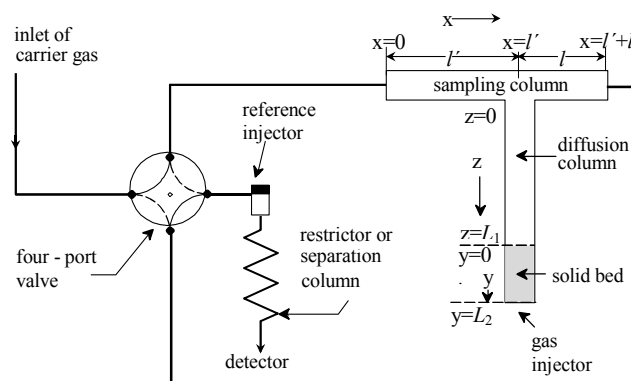 inlet of
carrier gas
x
x=0
x=l′
x=l′+l
l′
l
sampling column
reference
injector
z=0
diffusion
column
z
four - port
valve
restrictor or
separation
column
z=L1
y=0
y
solid bed
y=L2
gas
injector
detector